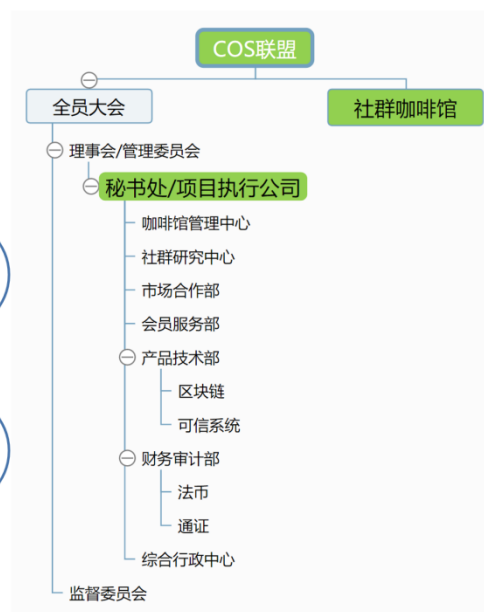 COS联盟
全员大会
社群咖啡馆
理事会/管理委员会
秘书处/项目执行公司
咖啡馆管理中心
社群研究中心
市场合作部
会员服务部
产品技术部
区块链
可信系统
财务审计部
法币
通证
综合行政中心
监督委员会